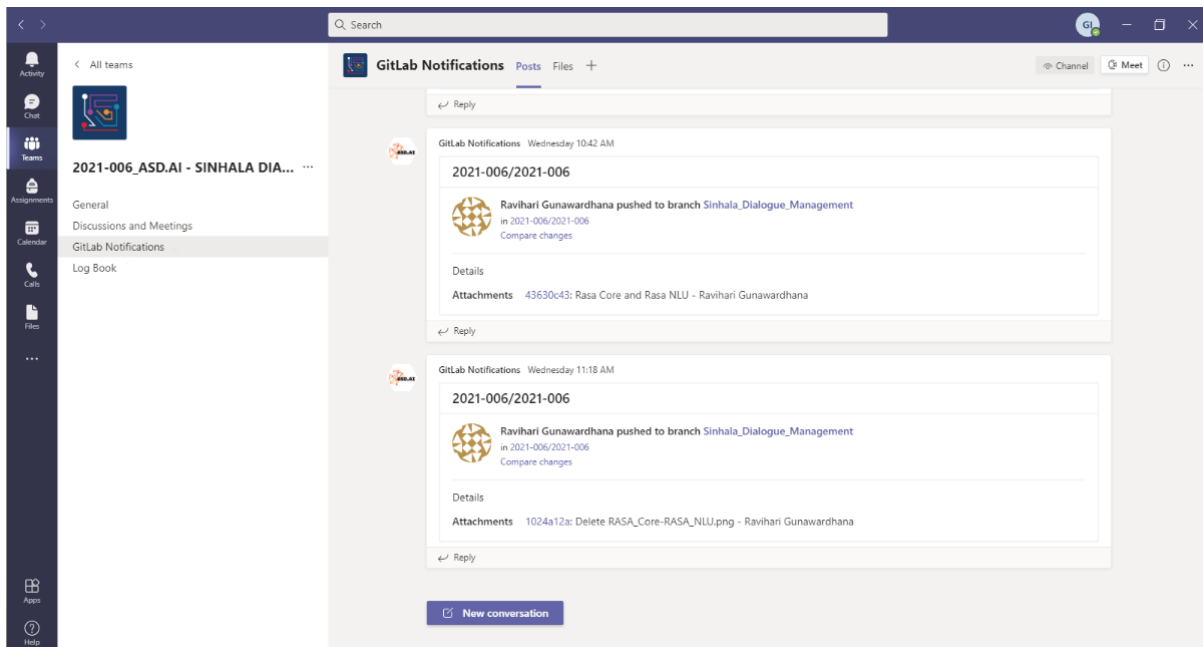 Search
GI
Activity
Chat
Teams
Assignments
Calendar
Calls
Files
Apps
Help
All teams
2021-006_ASD.AI - SINHALA DIA... ...
General
Discussions and Meetings
GitLab Notifications
Log Book
GitLab Notifications Posts Files +
Channel Meet
Reply
ASD.AI
GitLab Notifications Wednesday 10:42 AM
2021-006/2021-006
Ravihari Gunawardhana pushed to branch Sinhala_Dialogue_Management
in 2021-006/2021-006
Compare changes
Details
Attachments 43630c43: Rasa Core and Rasa NLU - Ravihari Gunawardhana
Reply
ASD.AI
GitLab Notifications Wednesday 11:18 AM
2021-006/2021-006
Ravihari Gunawardhana pushed to branch Sinhala_Dialogue_Management
in 2021-006/2021-006
Compare changes
Details
Attachments 1024a12a: Delete RASA_Core-RASA_NLU.png - Ravihari Gunawardhana
Reply
New conversation